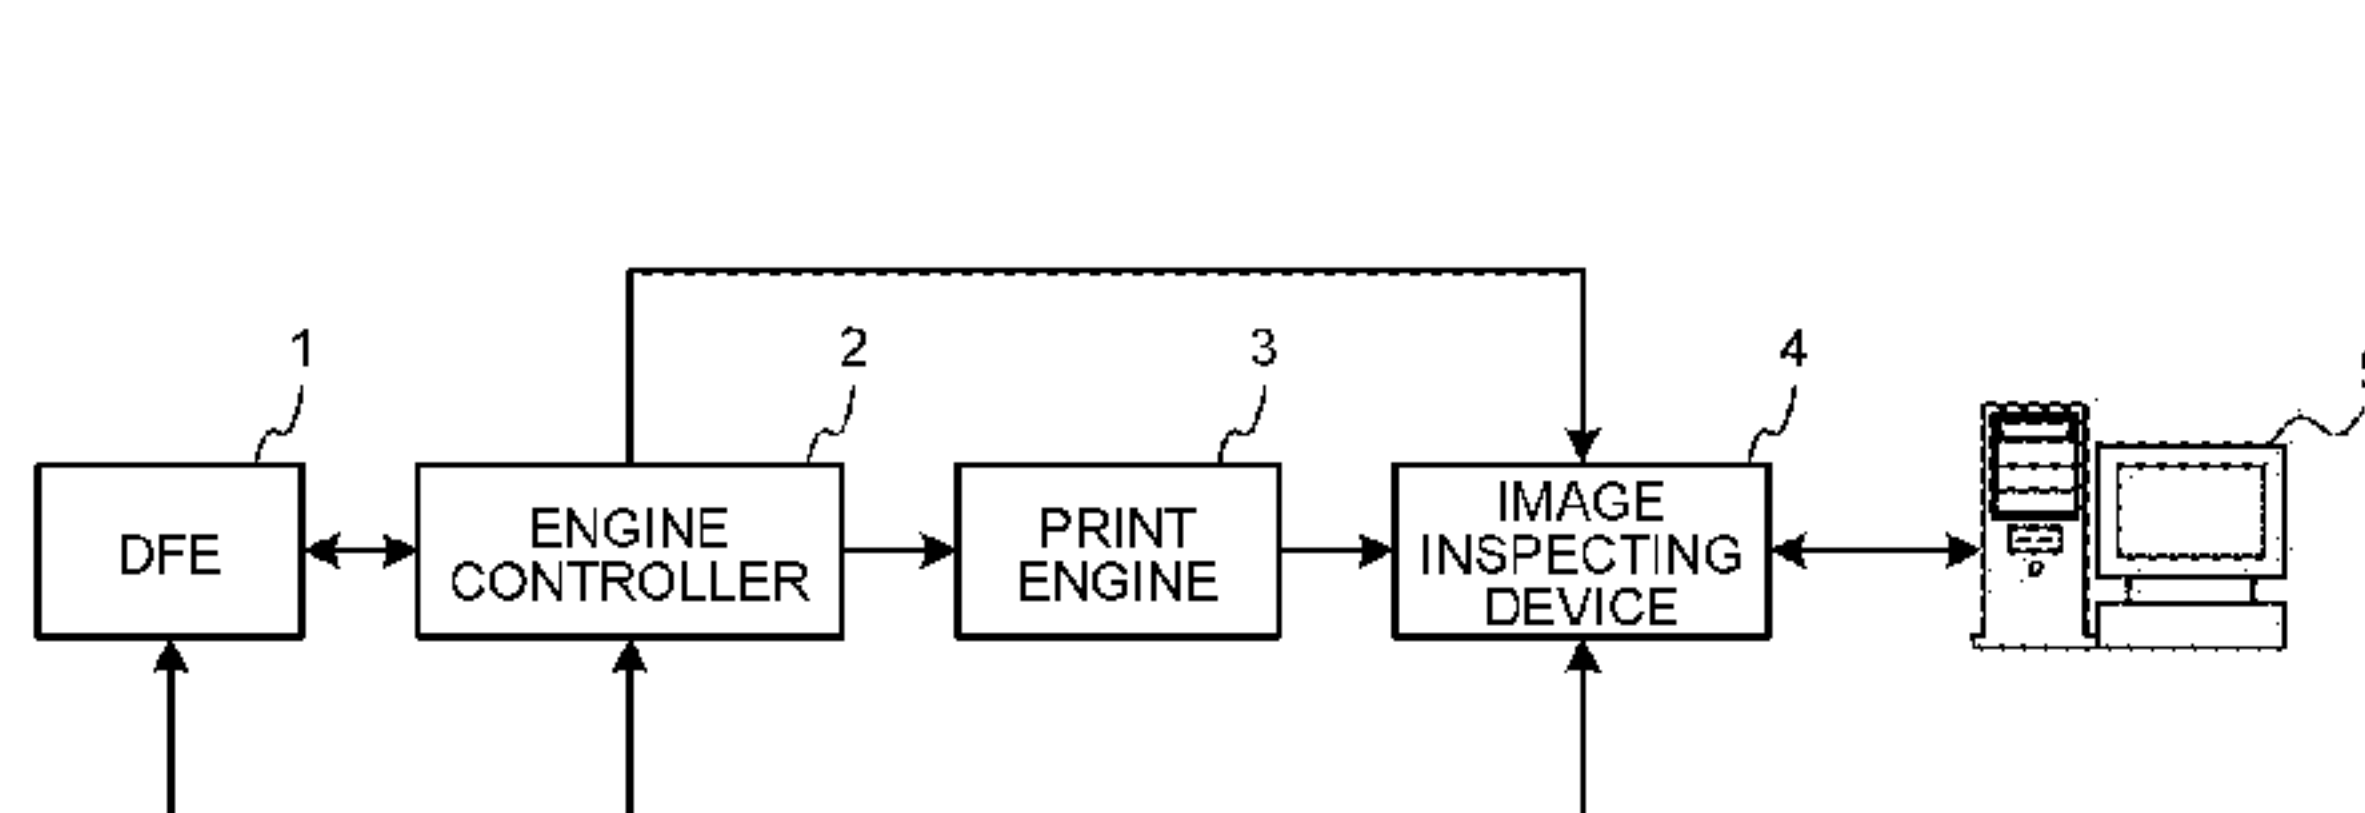 1
2
3
4
DFE
ENGINE
CONTROLLER
PRINT
ENGINE
IMAGE
INSPECTING
DEVICE